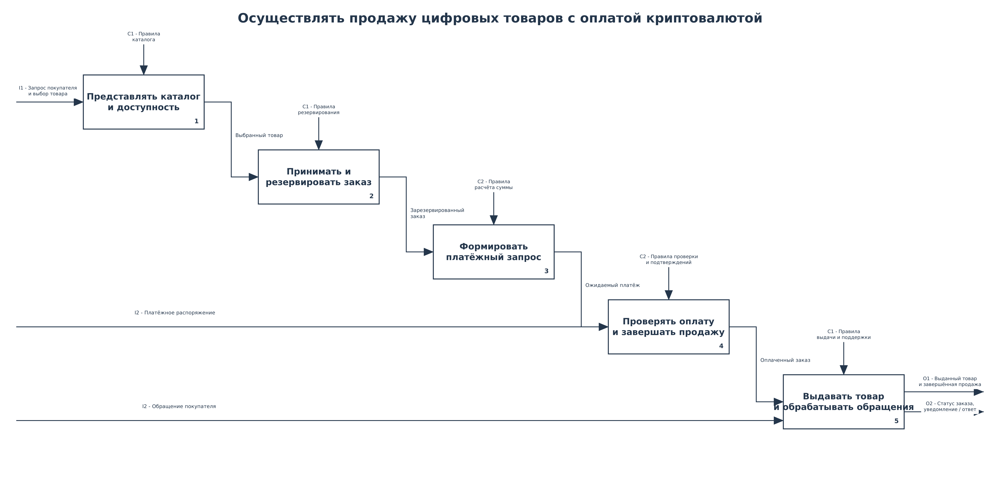 Осуществлять продажу цифровых товаров с оплатой криптовалютой
C1 - Правила
каталога
I1 - Запрос покупателя
и выбор товара
Представлять каталог
и доступность
1
C1 - Правила
резервирования
Выбранный товар
Принимать и
резервировать заказ
2
C2 - Правила
расчёта суммы
Зарезервированный
заказ
Формировать
платёжный запрос
3
C2 - Правила проверки
и подтверждений
Ожидаемый платёж
I2 - Платёжное распоряжение
Проверять оплату
и завершать продажу
4
C1 - Правила
выдачи и поддержки
Оплаченный заказ
I2 - Обращение покупателя
Выдавать товар
и обрабатывать обращения
5
O1 - Выданный товар
и завершённая продажа
O2 - Статус заказа,
уведомление / ответ